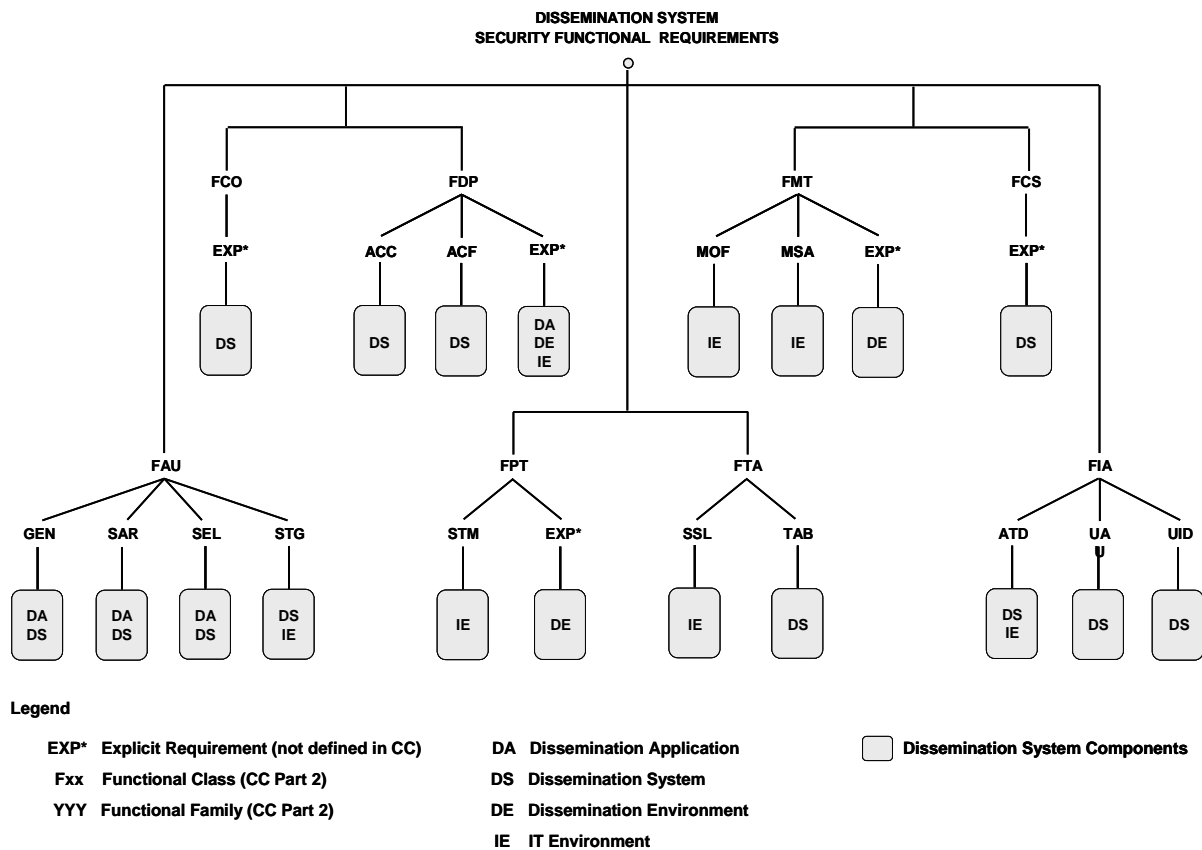 DISSEMINATION SYSTEM
SECURITY FUNCTIONAL REQUIREMENTS
FCO FDP FMT FCS
EXP* ACC ACF EXP* MOF MSA EXP* EXP*
DS DS DS DA DE IE IE IE DE DS
FAU FPT FTA FIA
GEN SAR SEL STG STM EXP* SSL TAB ATD UA U UID
DA DS DA DS DA DS DS IE IE DE IE DS DS IE DS DS
Legend
EXP* Explicit Requirement (not defined in CC) DA Dissemination Application Dissemination System Components
Fxx Functional Class (CC Part 2) DS Dissemination System
YYY Functional Family (CC Part 2) DE Dissemination Environment
IE IT Environment